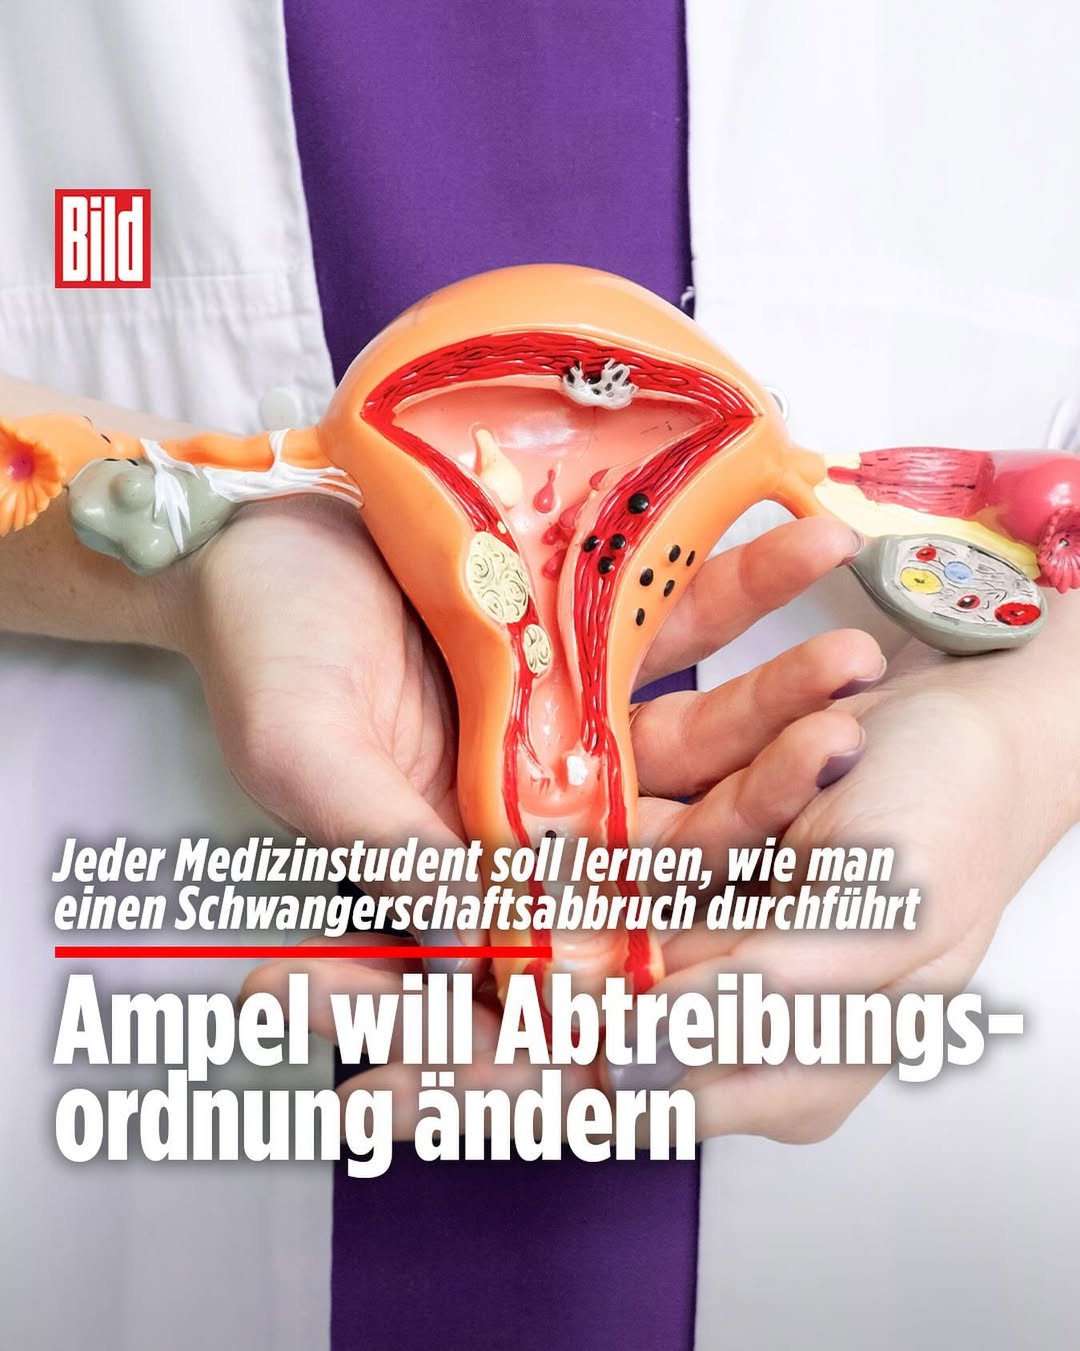 Bild
Jeder Medizinstudent soll lernen, wie man
einen Schwangerschaftsabbruch durchführt
Ampel will Abtreibungs-
ordnung ändern